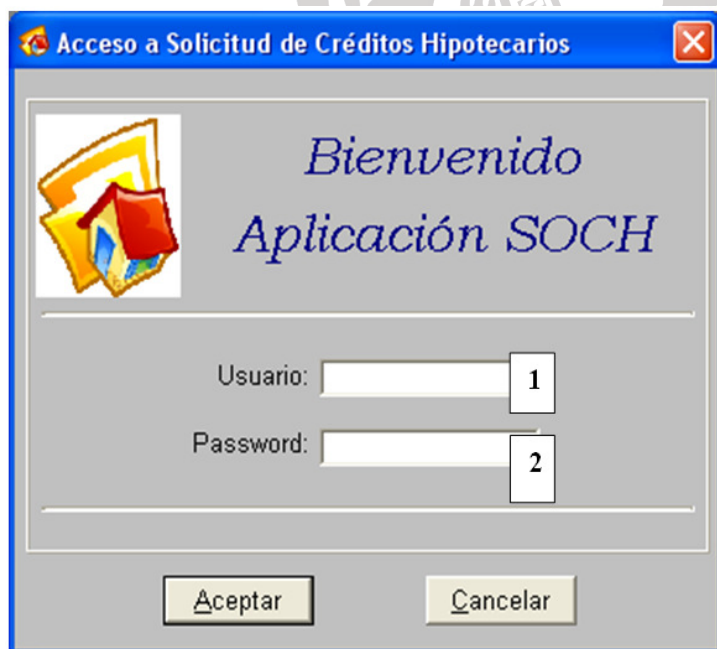 Acceso a Solicitud de Créditos Hipotecarios
Bienvenido
Aplicación SOCH
Usuario: 1
Password: 2
Aceptar Cancelar